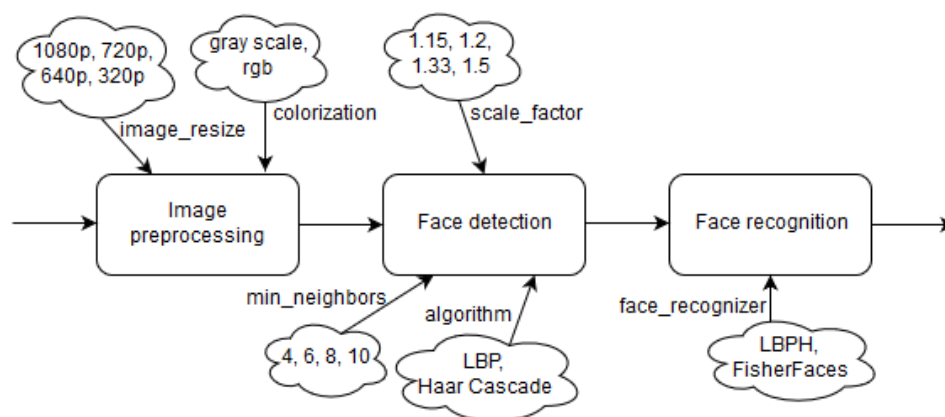 1080p, 720p,
640p, 320p
gray scale,
rgb
1.15, 1.2,
1.33, 1.5
image_resize
colorization
scale_factor
Image
preprocessing
Face detection
Face recognition
min_neighbors
algorithm
face_recognizer
4, 6, 8, 10
LBP,
Haar Cascade
LBPH,
FisherFaces